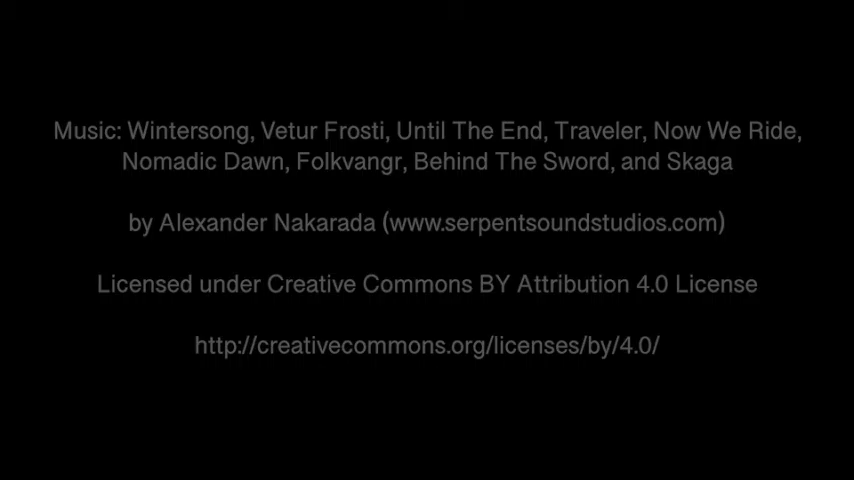 Music: Wintersong, Vetur Frosti, Until The End, Traveler, Now We Ride,
Nomadic Dawn, Folkvangr, Behind The Sword, and Skaga
by Alexander Nakarada (www.serpentsoundstudios.com)
Licensed under Creative Commons BY Attribution 4.0 License
http://creativecommons.org/licenses/by/4.0/